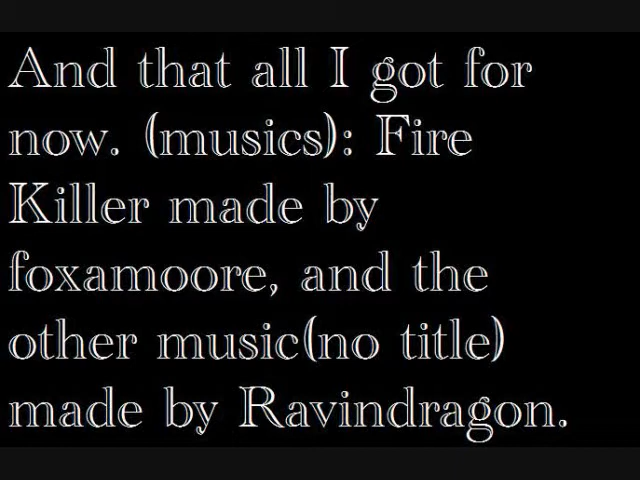 And that all I got for
now. (musics): Fire
Killer made by
foxamoore, and the
other music(no title)
made by Ravindragon.